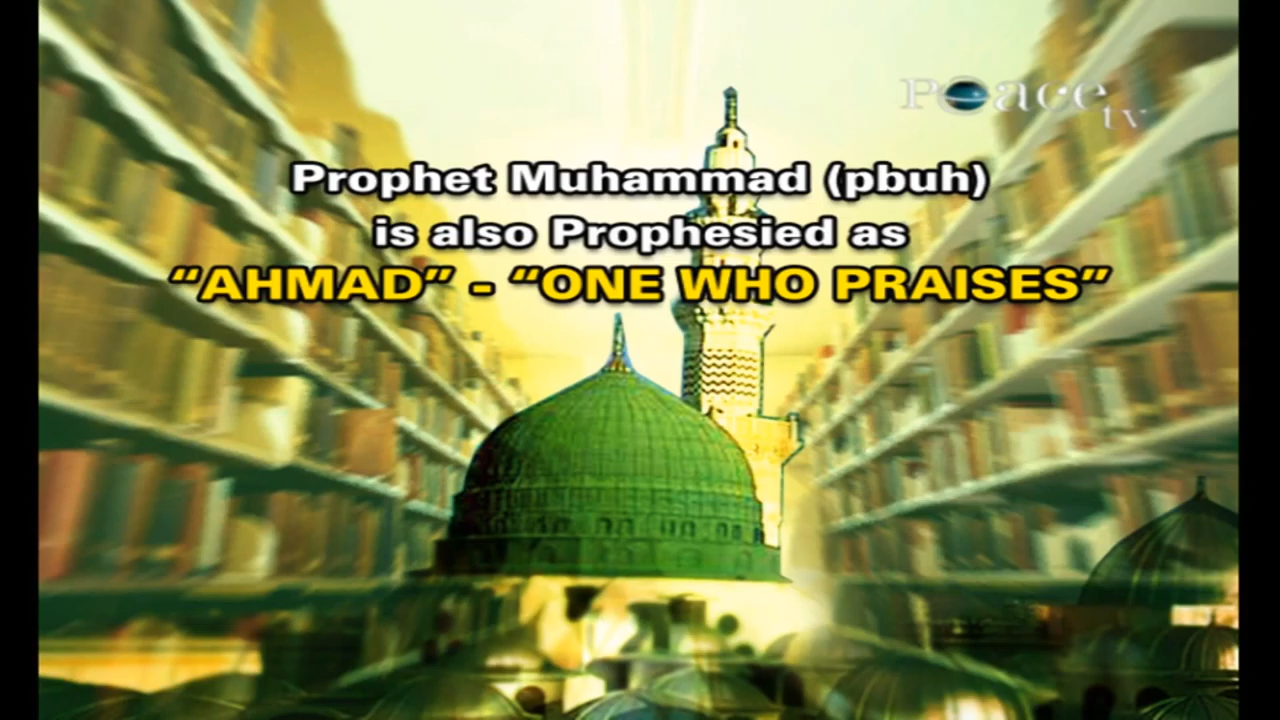 Peace
tv
Prophet Muhammad (pbuh)
is also Prophesied as
“AHMAD” - “ONE WHO PRAISES”